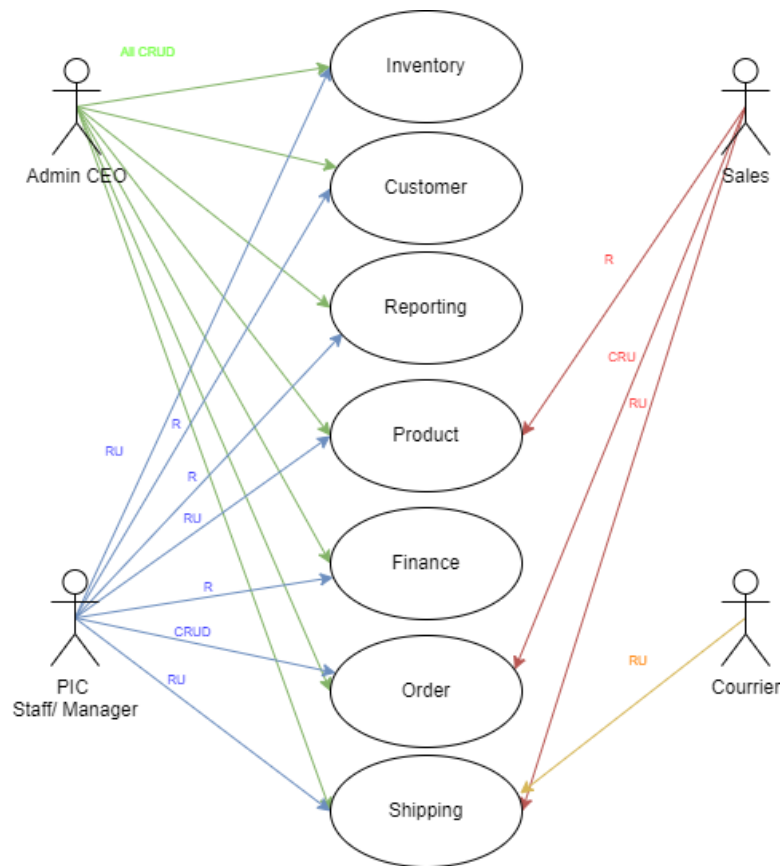 All CRUD
Inventory
Admin CEO
Sales
Customer
R
Reporting
CRU
RU
Product
R
RU
R
RU
Finance
R
CRUD
RU
PIC
Staff/ Manager
Order
RU
Courrier
Shipping